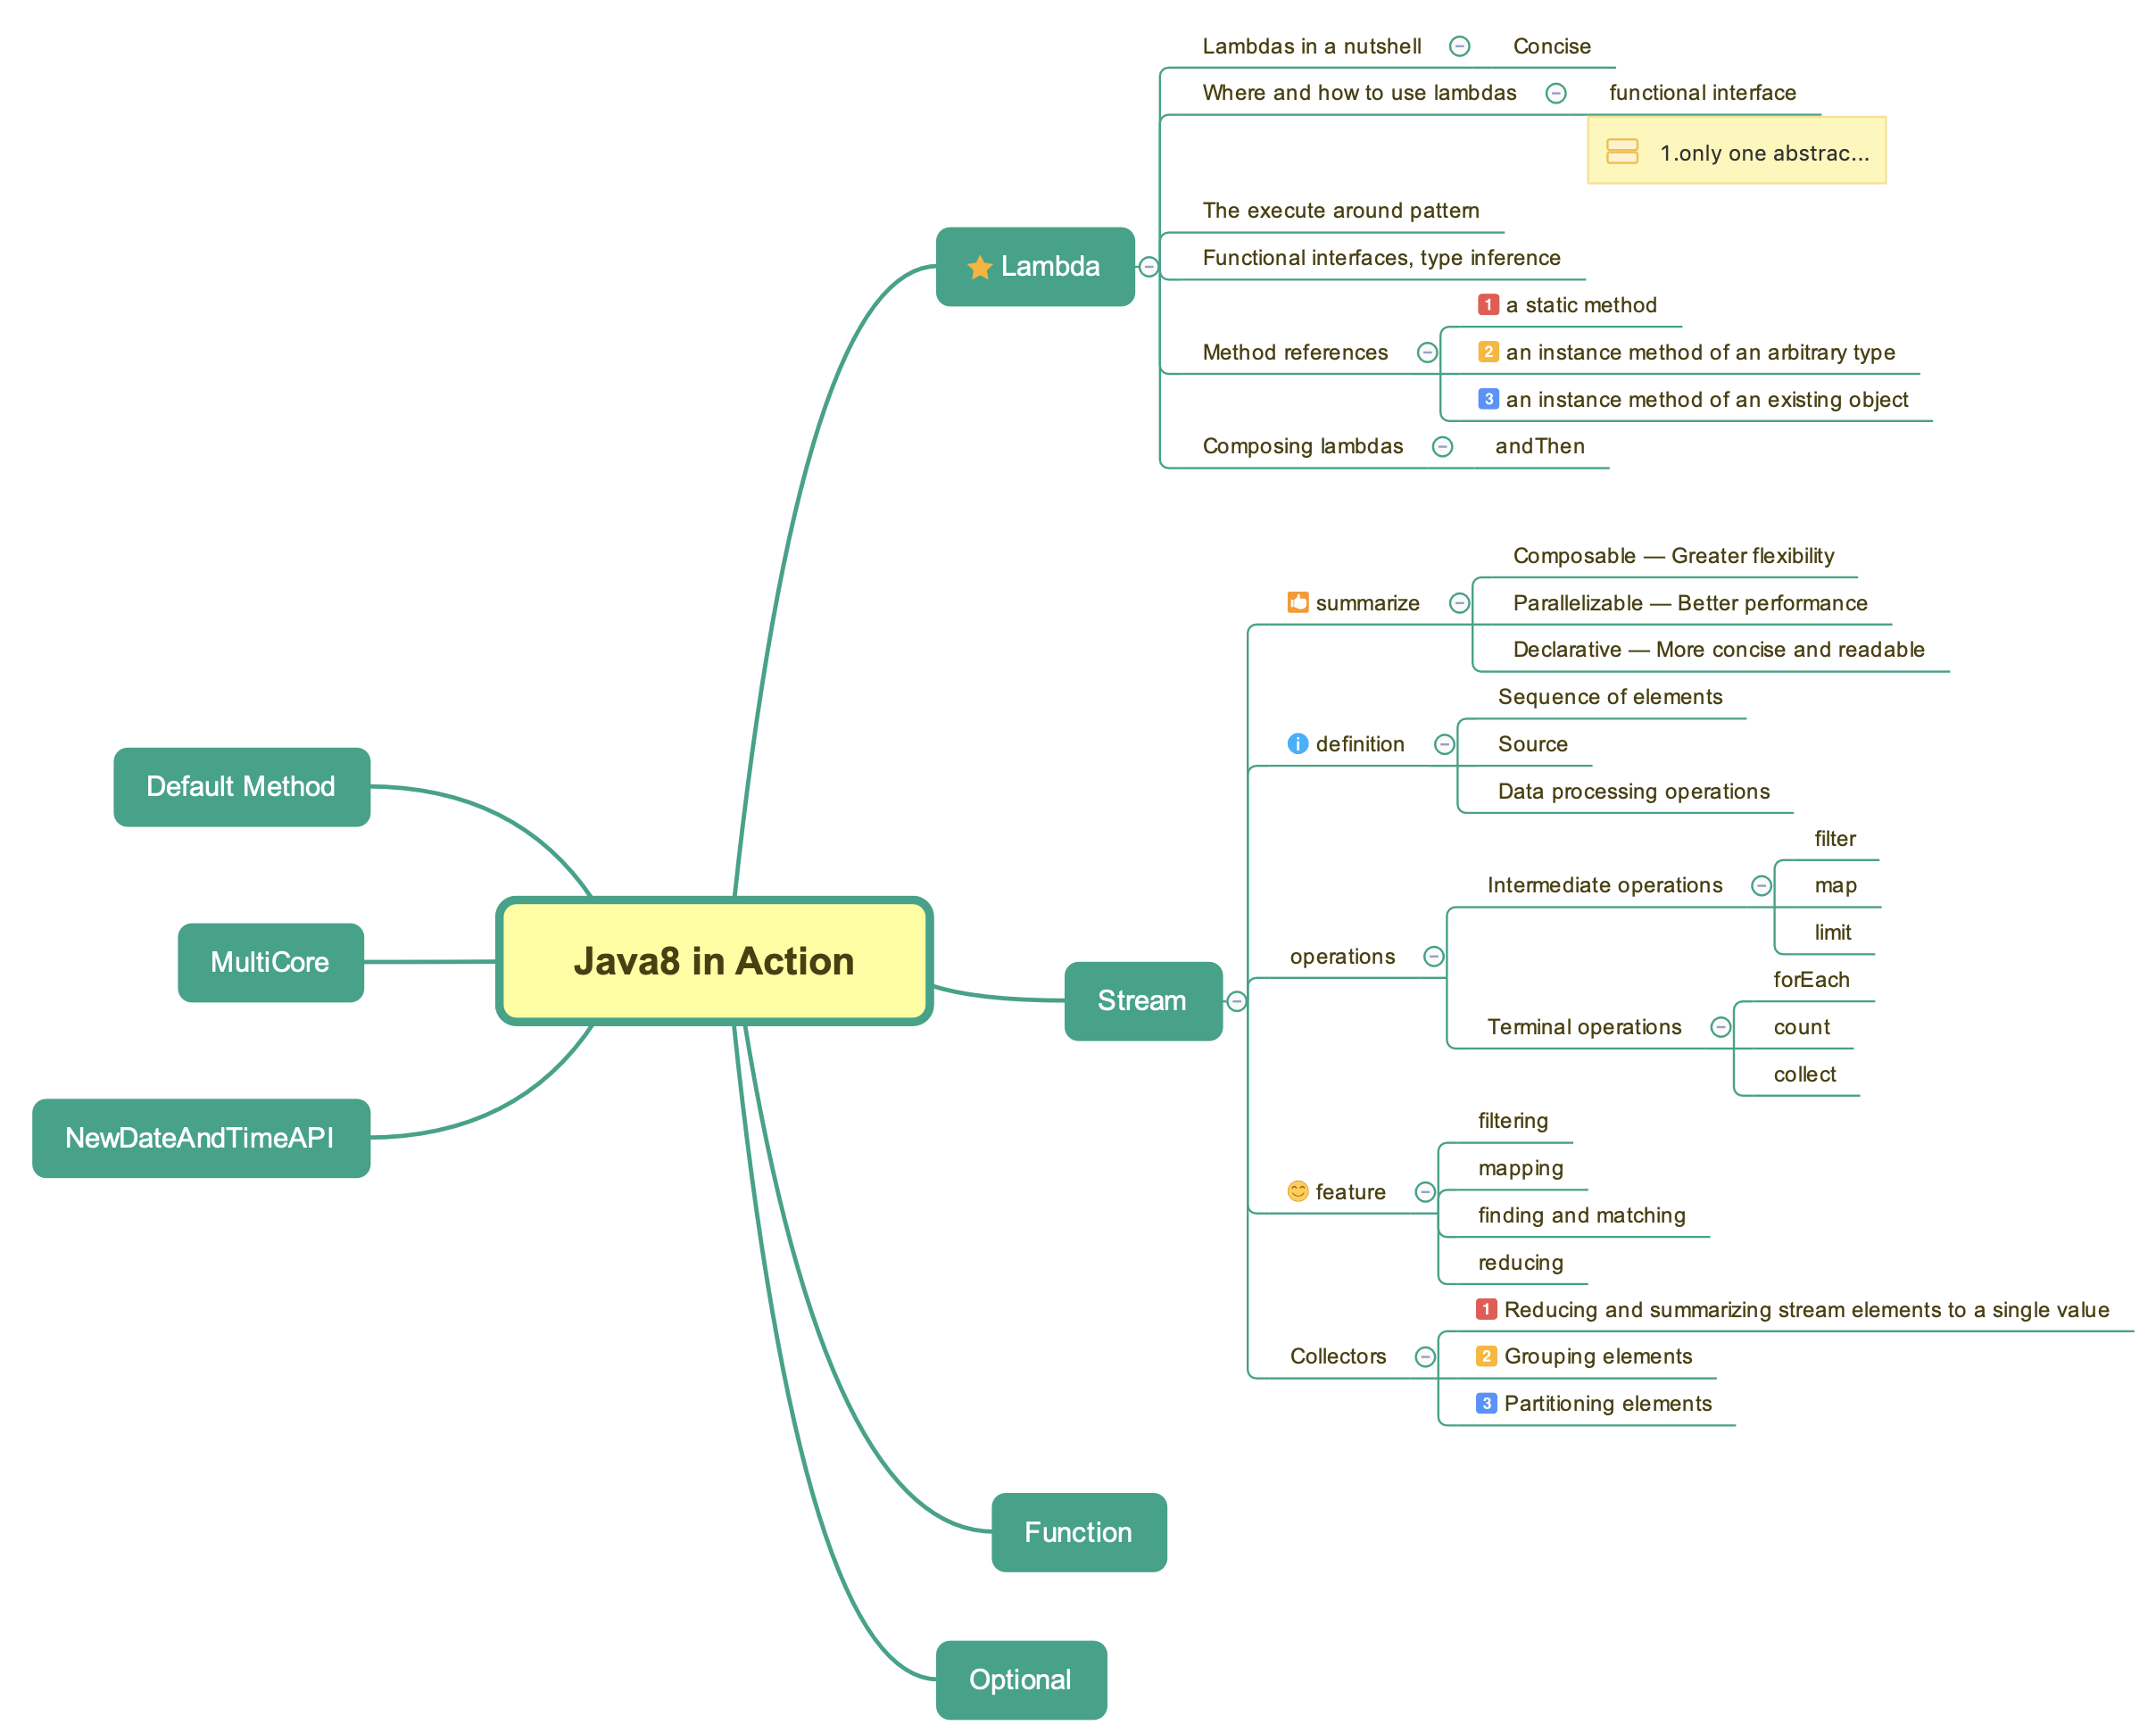 Lambdas in a nutshell
Concise
Where and how to use lambdas
functional interface
1.only one abstrac...
The execute around pattern
Lambda
Functional interfaces, type inference
1 a static method
Method references
2 an instance method of an arbitrary type
3 an instance method of an existing object
Composing lambdas
andThen
Composable — Greater flexibility
summarize
Parallelizable — Better performance
Declarative — More concise and readable
Sequence of elements
definition
Source
Data processing operations
filter
Intermediate operations
map
limit
operations
forEach
Stream
Terminal operations
count
collect
filtering
mapping
feature
finding and matching
reducing
1 Reducing and summarizing stream elements to a single value
Collectors
2 Grouping elements
3 Partitioning elements
Default Method
MultiCore
Java8 in Action
NewDateAndTimeAPI
Function
Optional